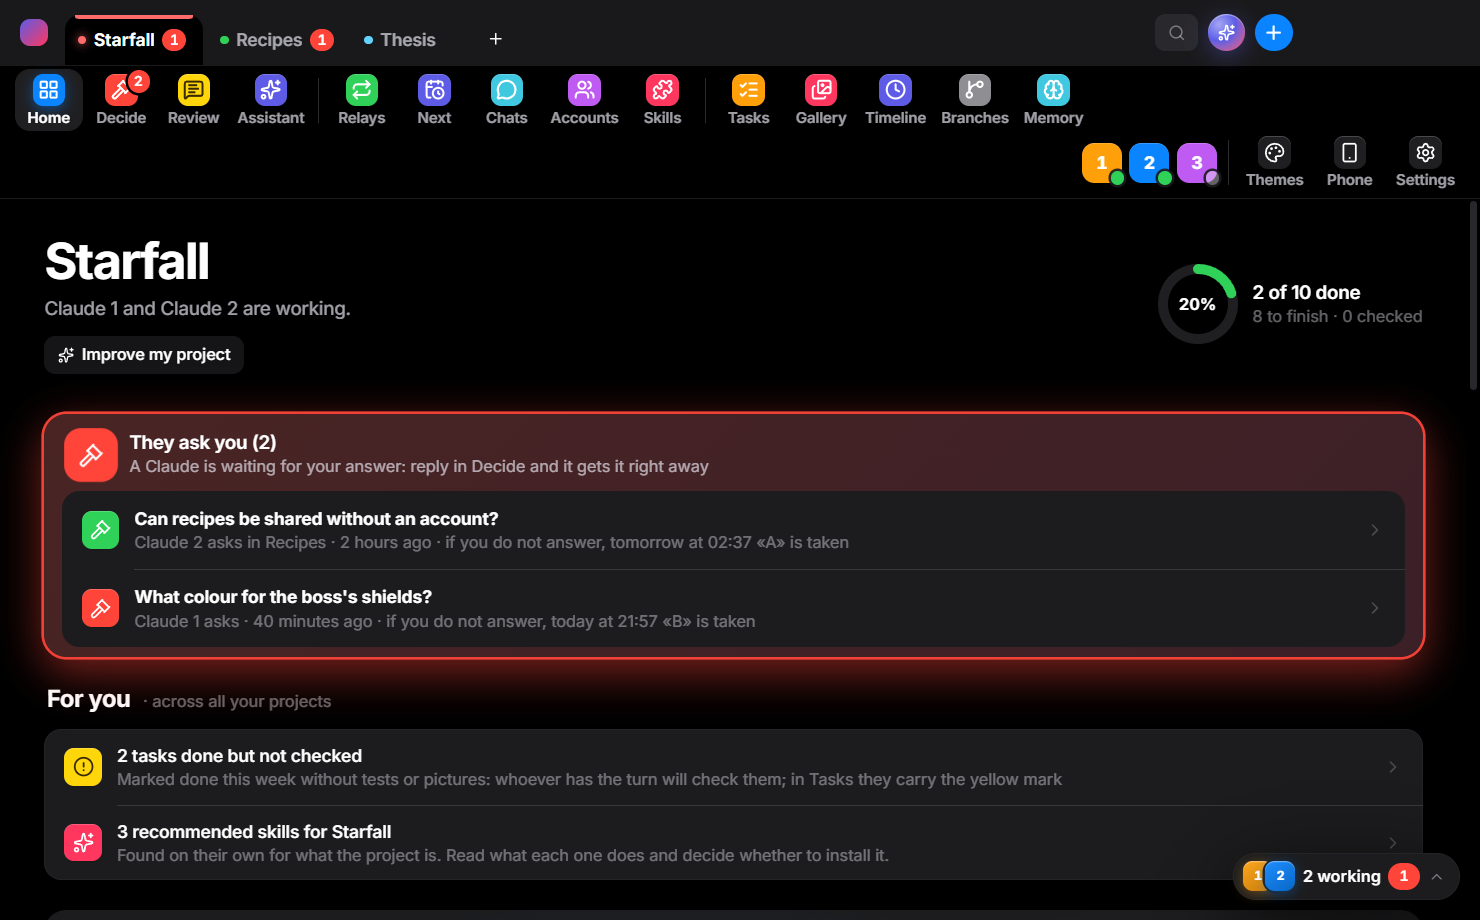 Starfall 1
Recipes 1
Thesis
+
Home
Decide 2
Review
Assistant
Relays
Next
Chats
Accounts
Skills
Tasks
Gallery
Timeline
Branches
Memory
1 2 3
Themes
Phone
Settings
Starfall
Claude 1 and Claude 2 are working.
Improve my project
20%
2 of 10 done
8 to finish · 0 checked
They ask you (2)
A Claude is waiting for your answer: reply in Decide and it gets it right away
Can recipes be shared without an account?
Claude 2 asks in Recipes · 2 hours ago · if you do not answer, tomorrow at 02:37 «A» is taken
What colour for the boss's shields?
Claude 1 asks · 40 minutes ago · if you do not answer, today at 21:57 «B» is taken
For you · across all your projects
2 tasks done but not checked
Marked done this week without tests or pictures: whoever has the turn will check them; in Tasks they carry the yellow mark
3 recommended skills for Starfall
Found on their own for what the project is. Read what each one does and decide whether to install it.
1 2 2 working 1